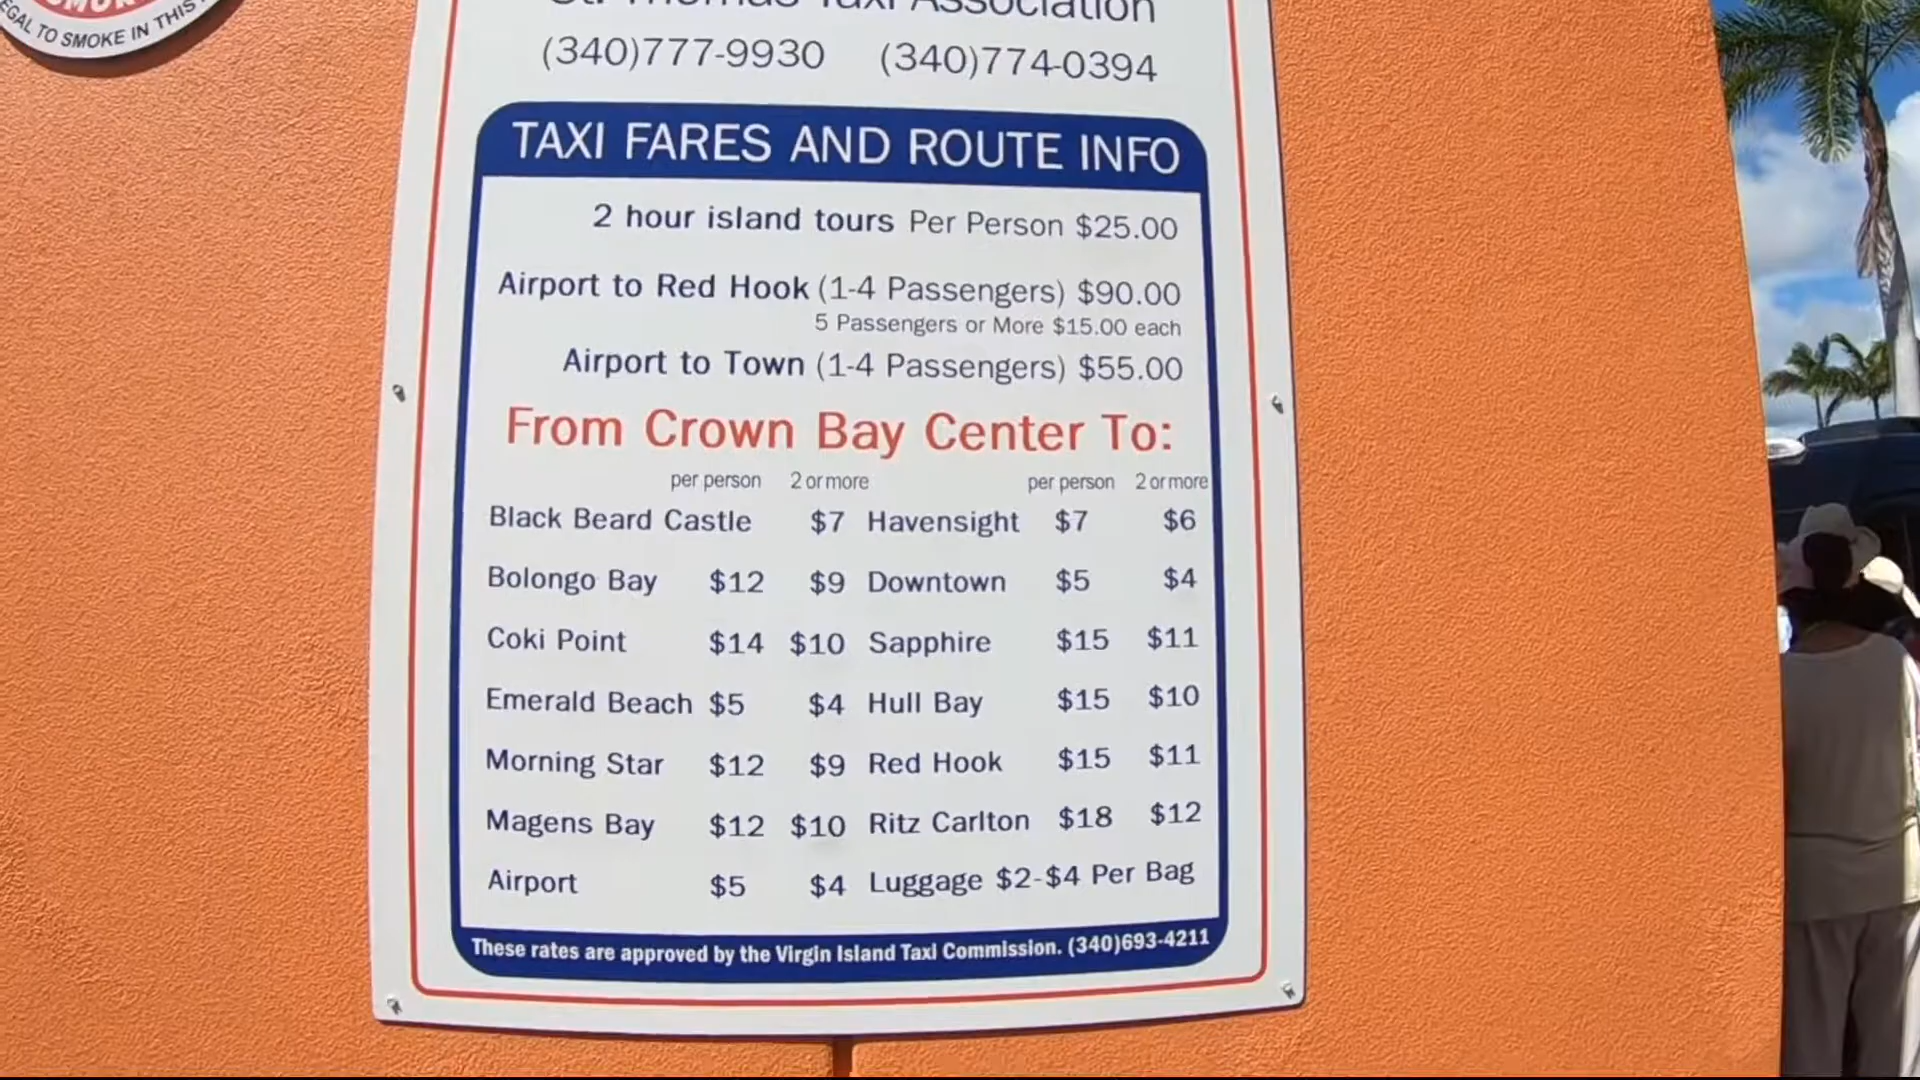 EGAL TO SMOKE IN THIS
St. Thomas Taxi Association
(340)777-9930 (340)774-0394
TAXI FARES AND ROUTE INFO
2 hour island tours Per Person $25.00
Airport to Red Hook (1-4 Passengers) $90.00
5 Passengers or More $15.00 each
Airport to Town (1-4 Passengers) $55.00
From Crown Bay Center To:
per person 2 or more per person 2 or more
Black Beard Castle $7 Havensight $7 $6
Bolongo Bay $12 $9 Downtown $5 $4
Coki Point $14 $10 Sapphire $15 $11
Emerald Beach $5 $4 Hull Bay $15 $10
Morning Star $12 $9 Red Hook $15 $11
Magens Bay $12 $10 Ritz Carlton $18 $12
Airport $5 $4 Luggage $2-$4 Per Bag
These rates are approved by the Virgin Island Taxi Commission. (340)693-4211